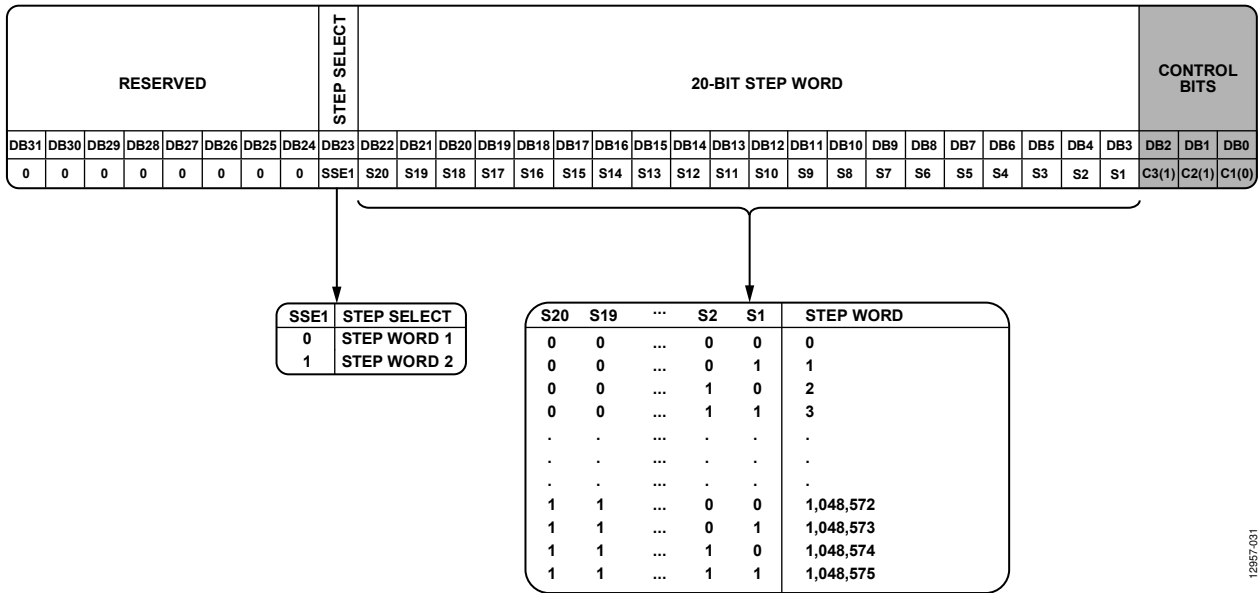 RESERVED
STEP SELECT
20-BIT STEP WORD
CONTROL
BITS
DB31 DB30 DB29 DB28 DB27 DB26 DB25 DB24 DB23 DB22 DB21 DB20 DB19 DB18 DB17 DB16 DB15 DB14 DB13 DB12 DB11 DB10 DB9 DB8 DB7 DB6 DB5 DB4 DB3 DB2 DB1 DB0
0 0 0 0 0 0 0 0 SSE1 S20 S19 S18 S17 S16 S15 S14 S13 S12 S11 S10 S9 S8 S7 S6 S5 S4 S3 S2 S1 C3(1) C2(1) C1(0)
SSE1 STEP SELECT
0 STEP WORD 1
1 STEP WORD 2
S20 S19 ... S2 S1 STEP WORD
0 0 ... 0 0 0
0 0 ... 0 1 1
0 0 ... 1 0 2
0 0 ... 1 1 3
. . ... . . .
. . ... . . .
. . ... . . .
1 1 ... 0 0 1,048,572
1 1 ... 0 1 1,048,573
1 1 ... 1 0 1,048,574
1 1 ... 1 1 1,048,575
12957-031